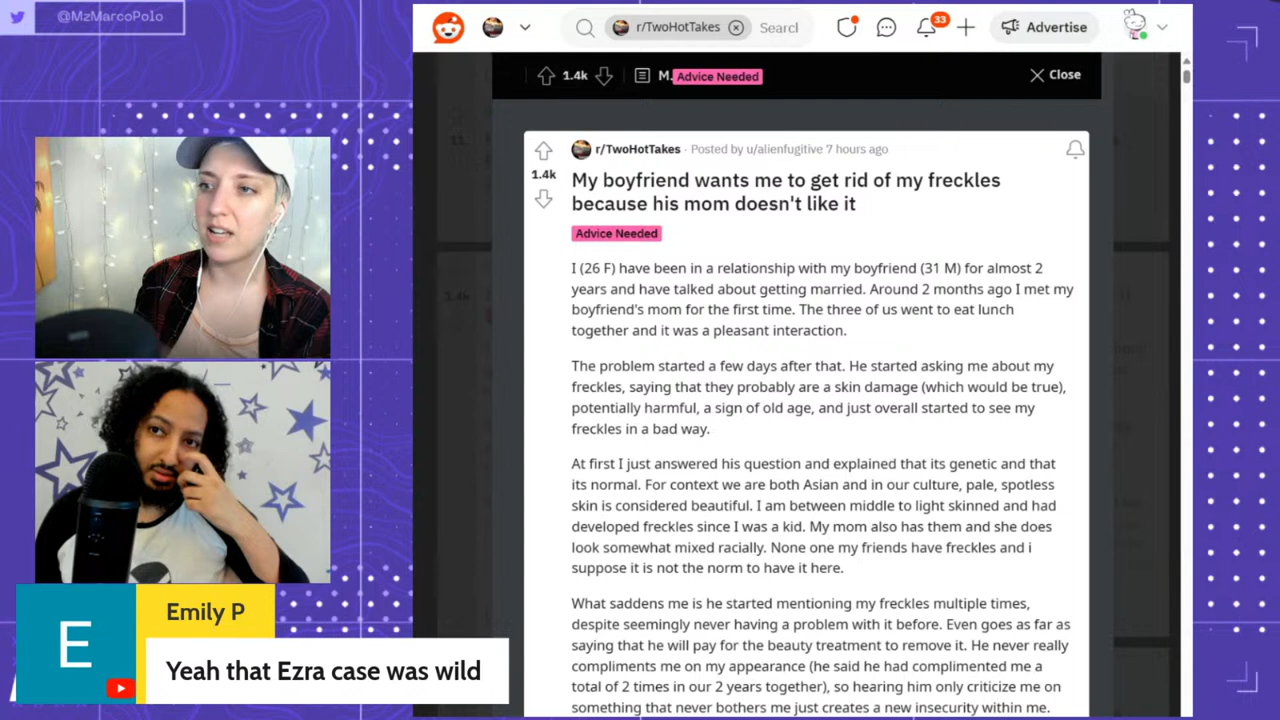 @MzMarcoPolo
r/TwoHotTakes
Searcl
33
Advertise
1.4k
M.
Advice Needed
Close
r/TwoHotTakes · Posted by u/alienfugitive 7 hours ago
1.4k
My boyfriend wants me to get rid of my freckles
because his mom doesn't like it
Advice Needed
I (26 F) have been in a relationship with my boyfriend (31 M) for almost 2
years and have talked about getting married. Around 2 months ago I met my
boyfriend's mom for the first time. The three of us went to eat lunch
together and it was a pleasant interaction.
The problem started a few days after that. He started asking me about my
freckles, saying that they probably are a skin damage (which would be true),
potentially harmful, a sign of old age, and just overall started to see my
freckles in a bad way.
At first I just answered his question and explained that its genetic and that
its normal. For context we are both Asian and in our culture, pale, spotless
skin is considered beautiful. I am between middle to light skinned and had
developed freckles since I was a kid. My mom also has them and she does
look somewhat mixed racially. None one my friends have freckles and i
suppose it is not the norm to have it here.
What saddens me is he started mentioning my freckles multiple times,
despite seemingly never having a problem with it before. Even goes as far as
saying that he will pay for the beauty treatment to remove it. He never really
compliments me on my appearance (he said he had complimented me a
total of 2 times in our 2 years together), so hearing him only criticize me on
something that never bothers me just creates a new insecurity within me.
E
Emily P
Yeah that Ezra case was wild